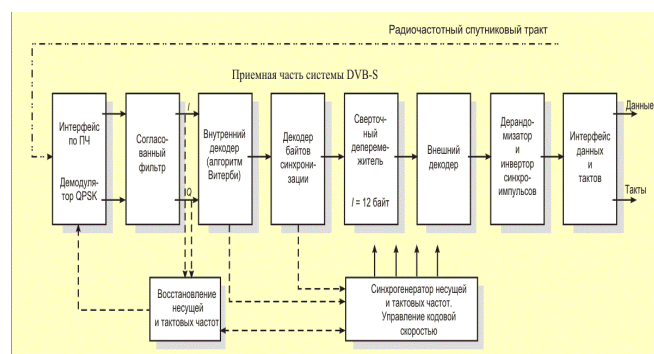 Радиочастотный спутниковый тракт
Приемная часть системы DVB-S
Интерфейс
по ПЧ
Демодуля-
тор QPSK
Согласо-
ванный
фильтр
I
Q
Внутренний
декодер
(алгоритм
Витерби)
Декодер
байтов
синхрони-
зации
Сверточ-
ный
депереме-
житель
I = 12 байт
Внешний
декодер
Дерандо-
мизатор
и
инвертор
синхро-
импульсов
Интерфейс
данных
и
тактов
Данные
Такты
Восстановление
несущей
и тактовых частот
Синхрогенератор несущей
и тактовых частот.
Управление кодовой
скоростью